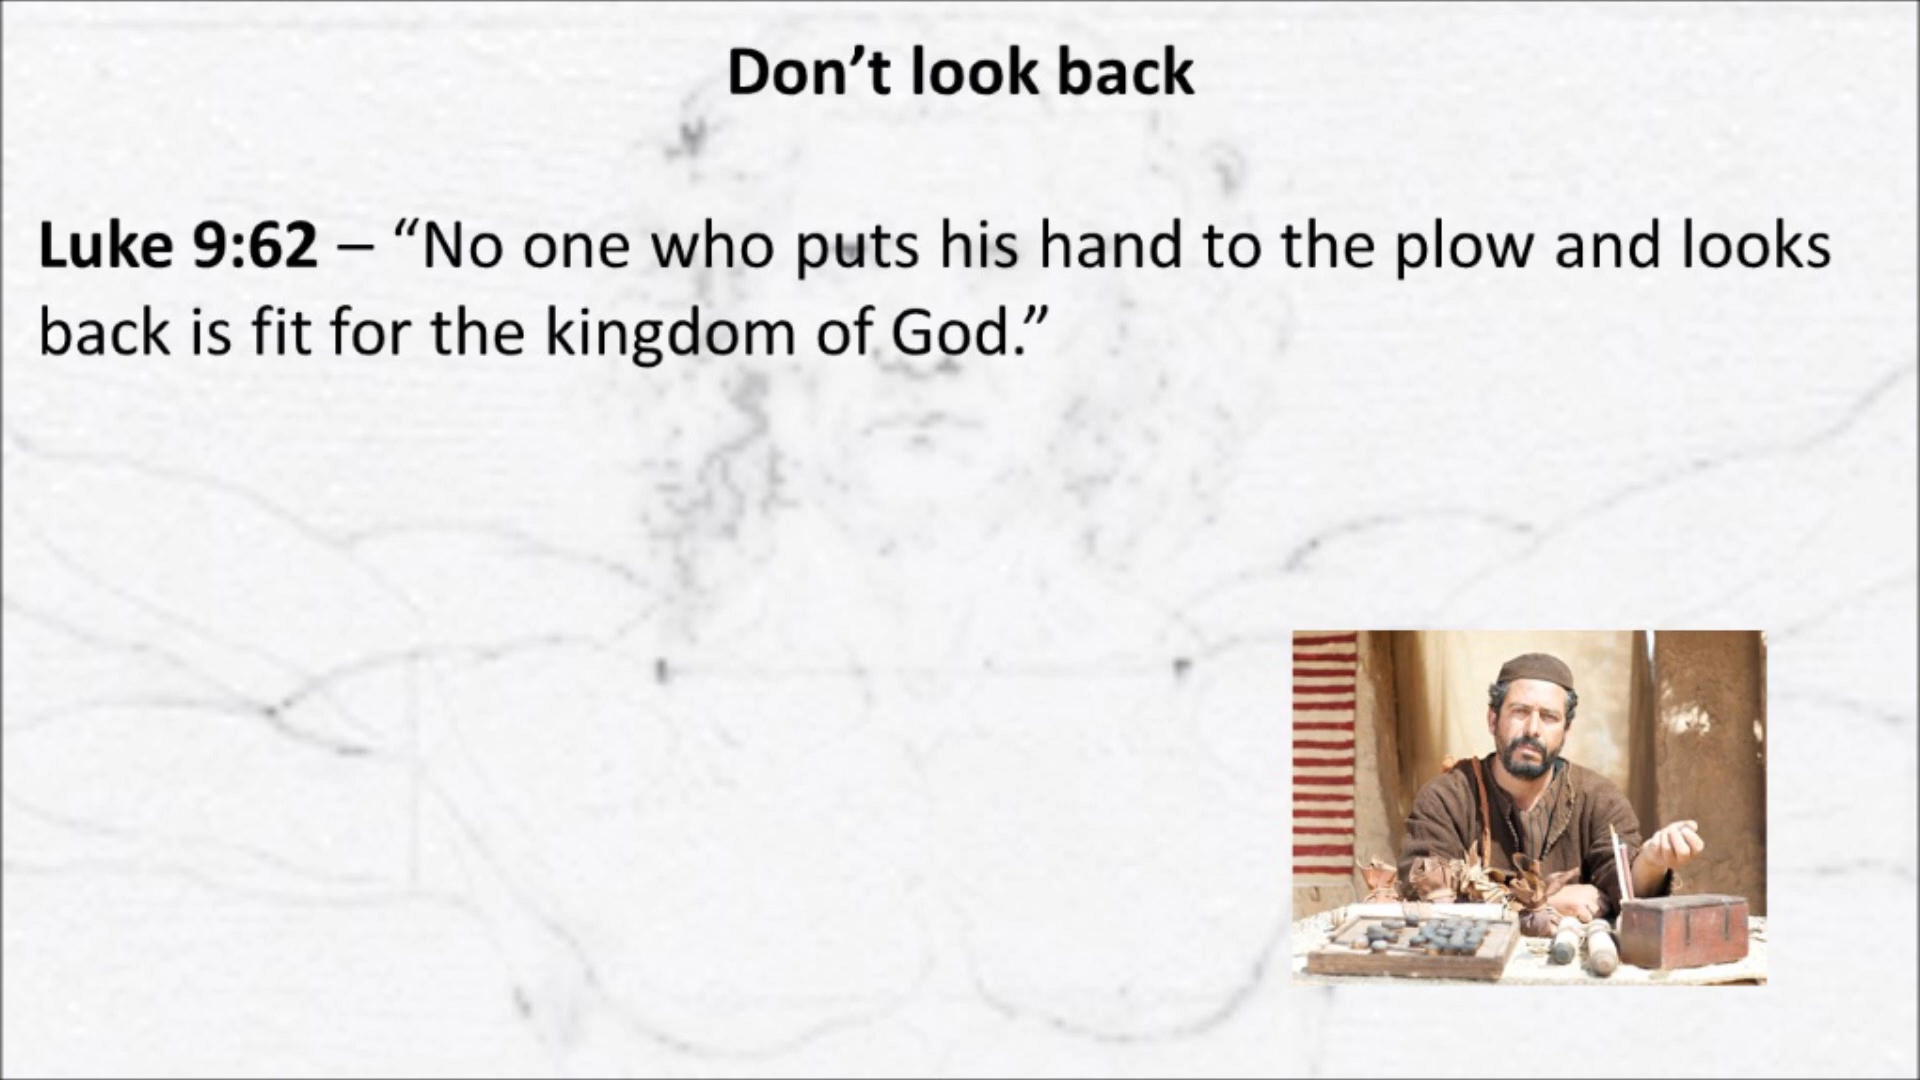 Don’t look back
Luke 9:62 – “No one who puts his hand to the plow and looks
back is fit for the kingdom of God.”